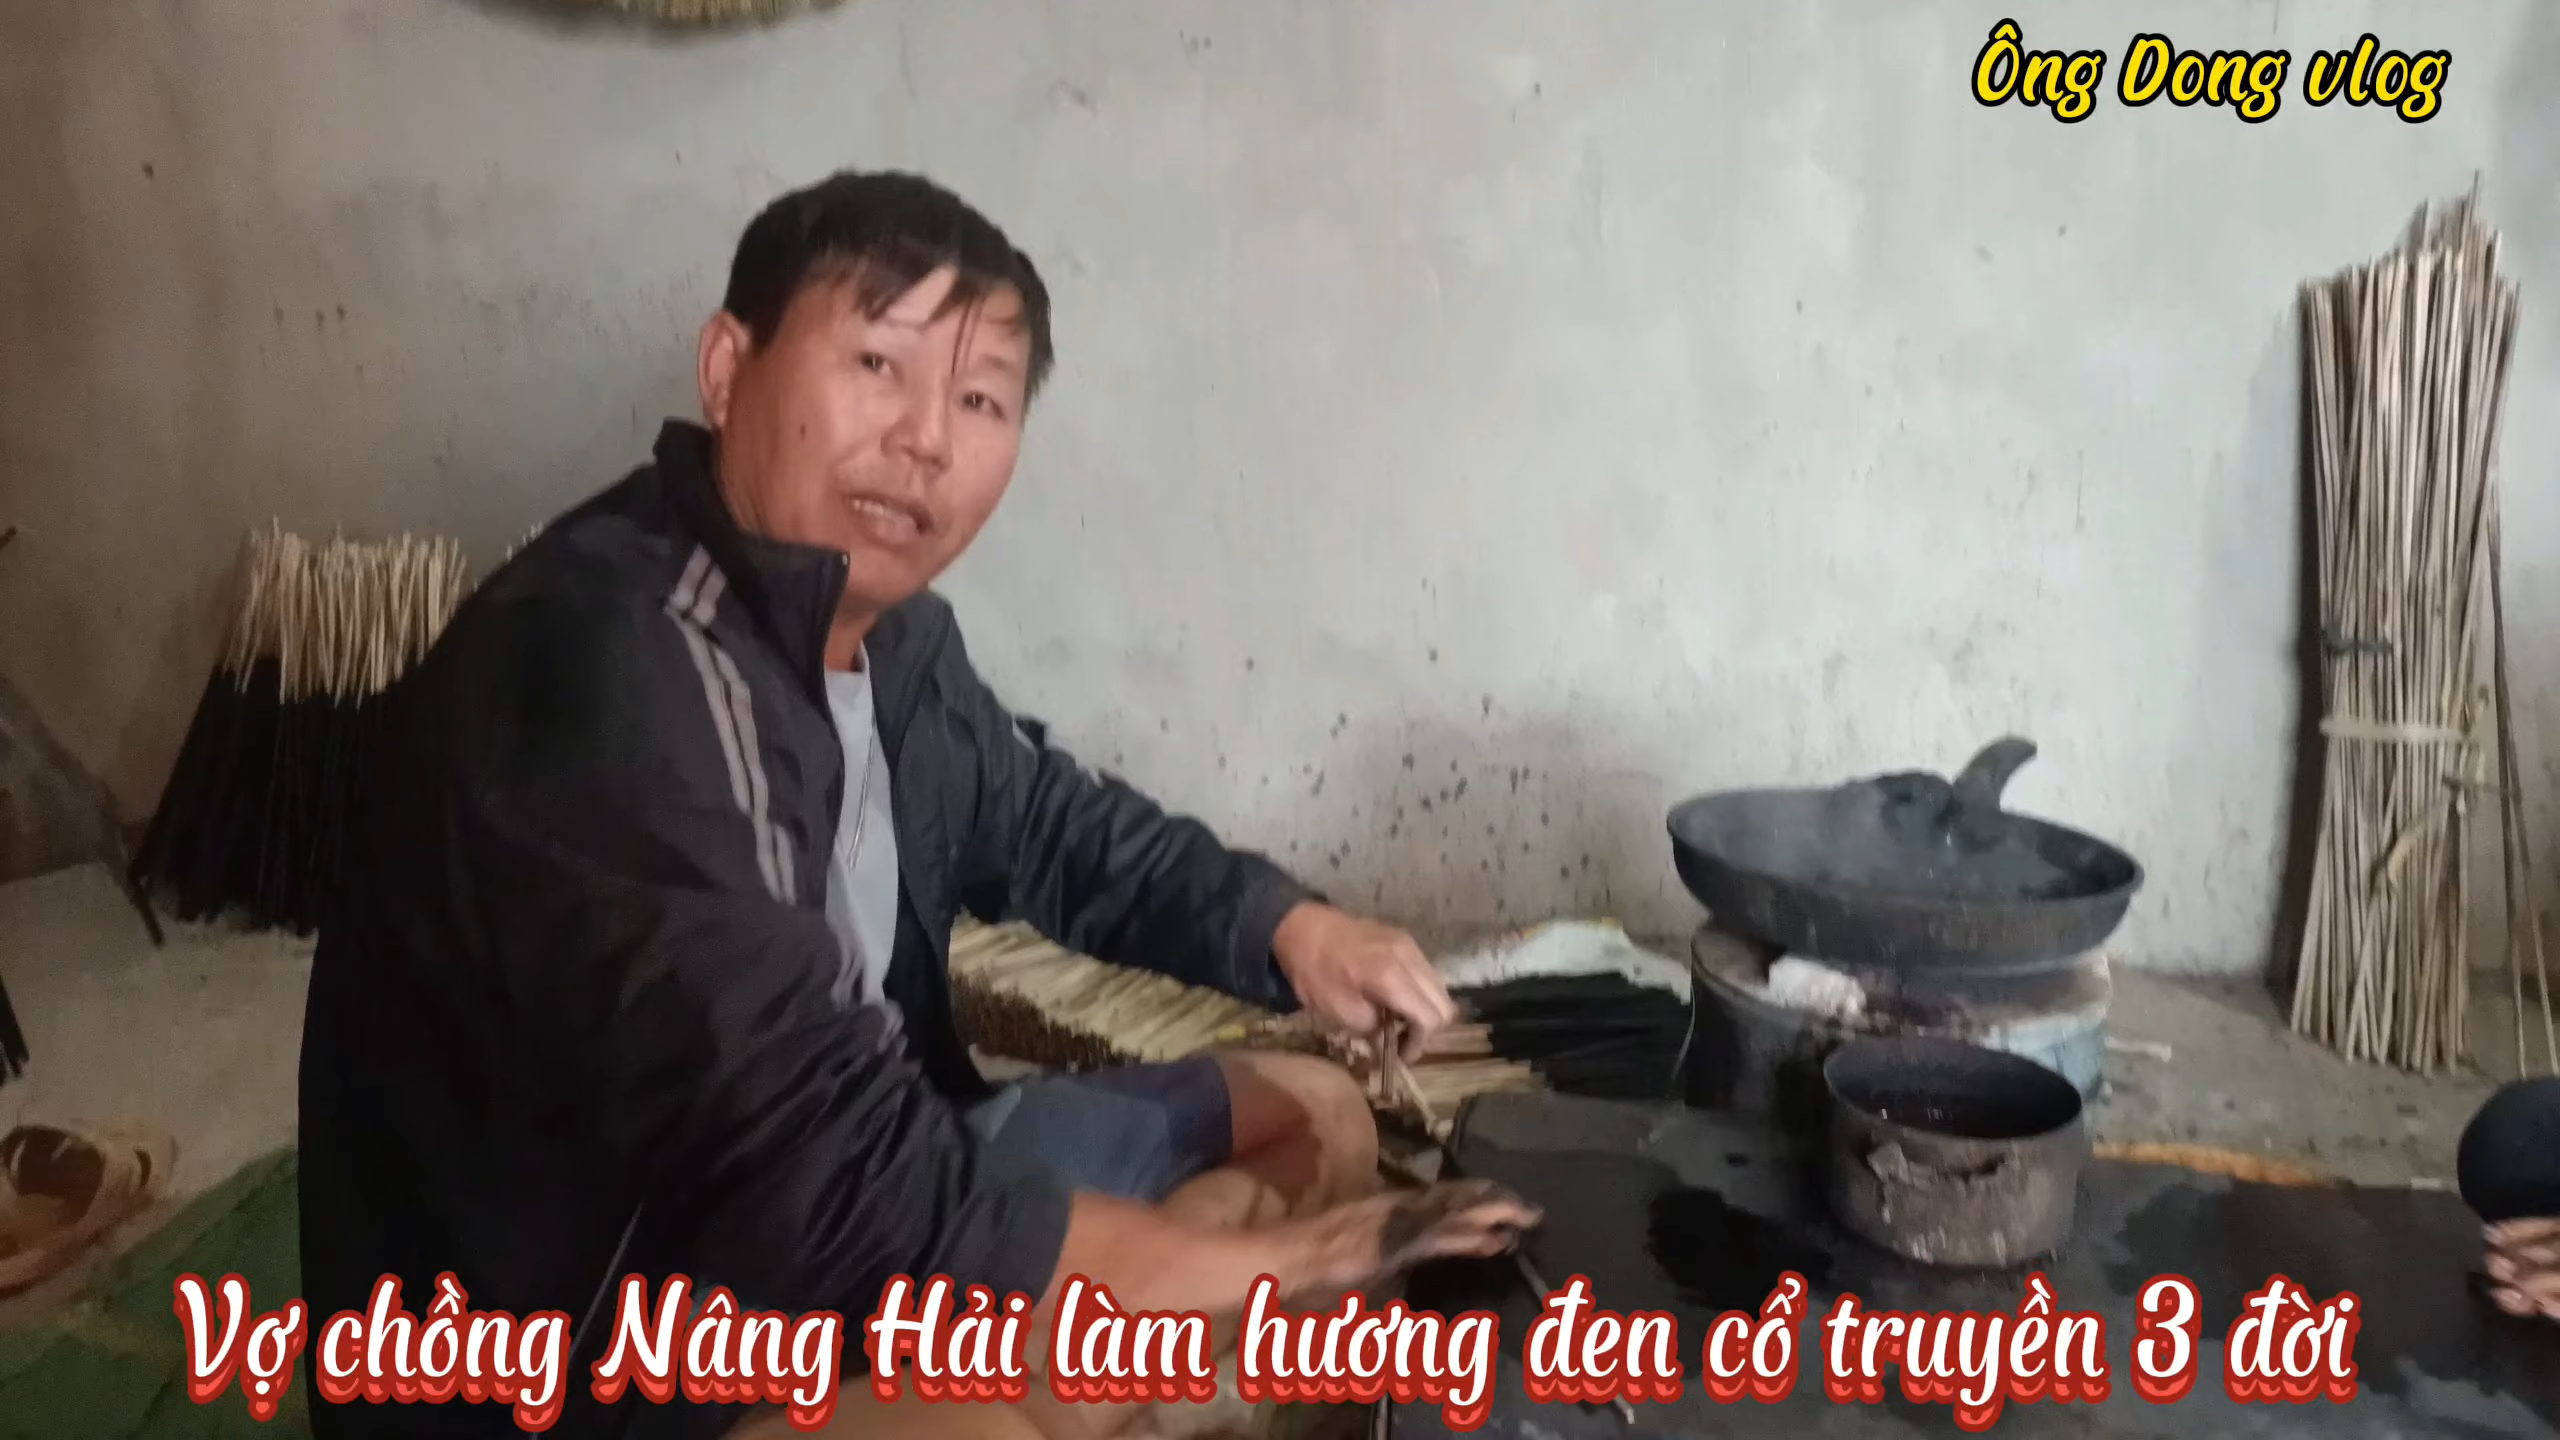 Ông Dong vlog
Vợ chồng Nâng Hải làm hương đen cổ truyền 3 đời